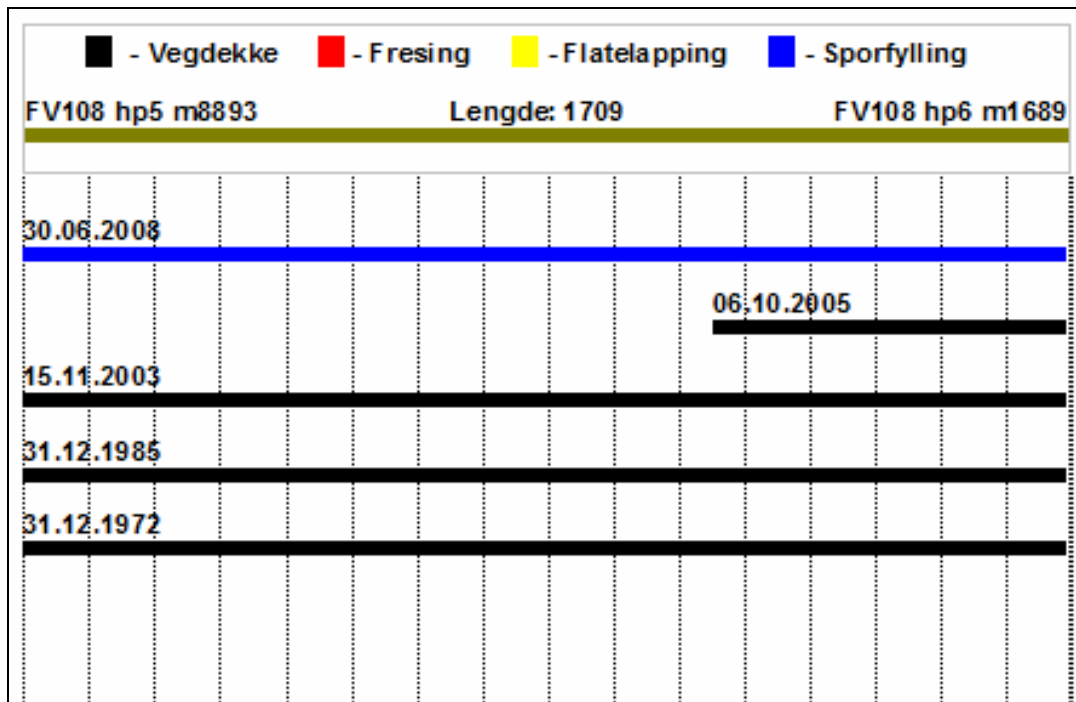 - Vegdekke - Fresing - Flatelapping - Sporfylling
FV108 hp5 m8893 Lengde: 1709 FV108 hp6 m1689
30.06.2008
06.10.2005
15.11.2003
31.12.1985
31.12.1972